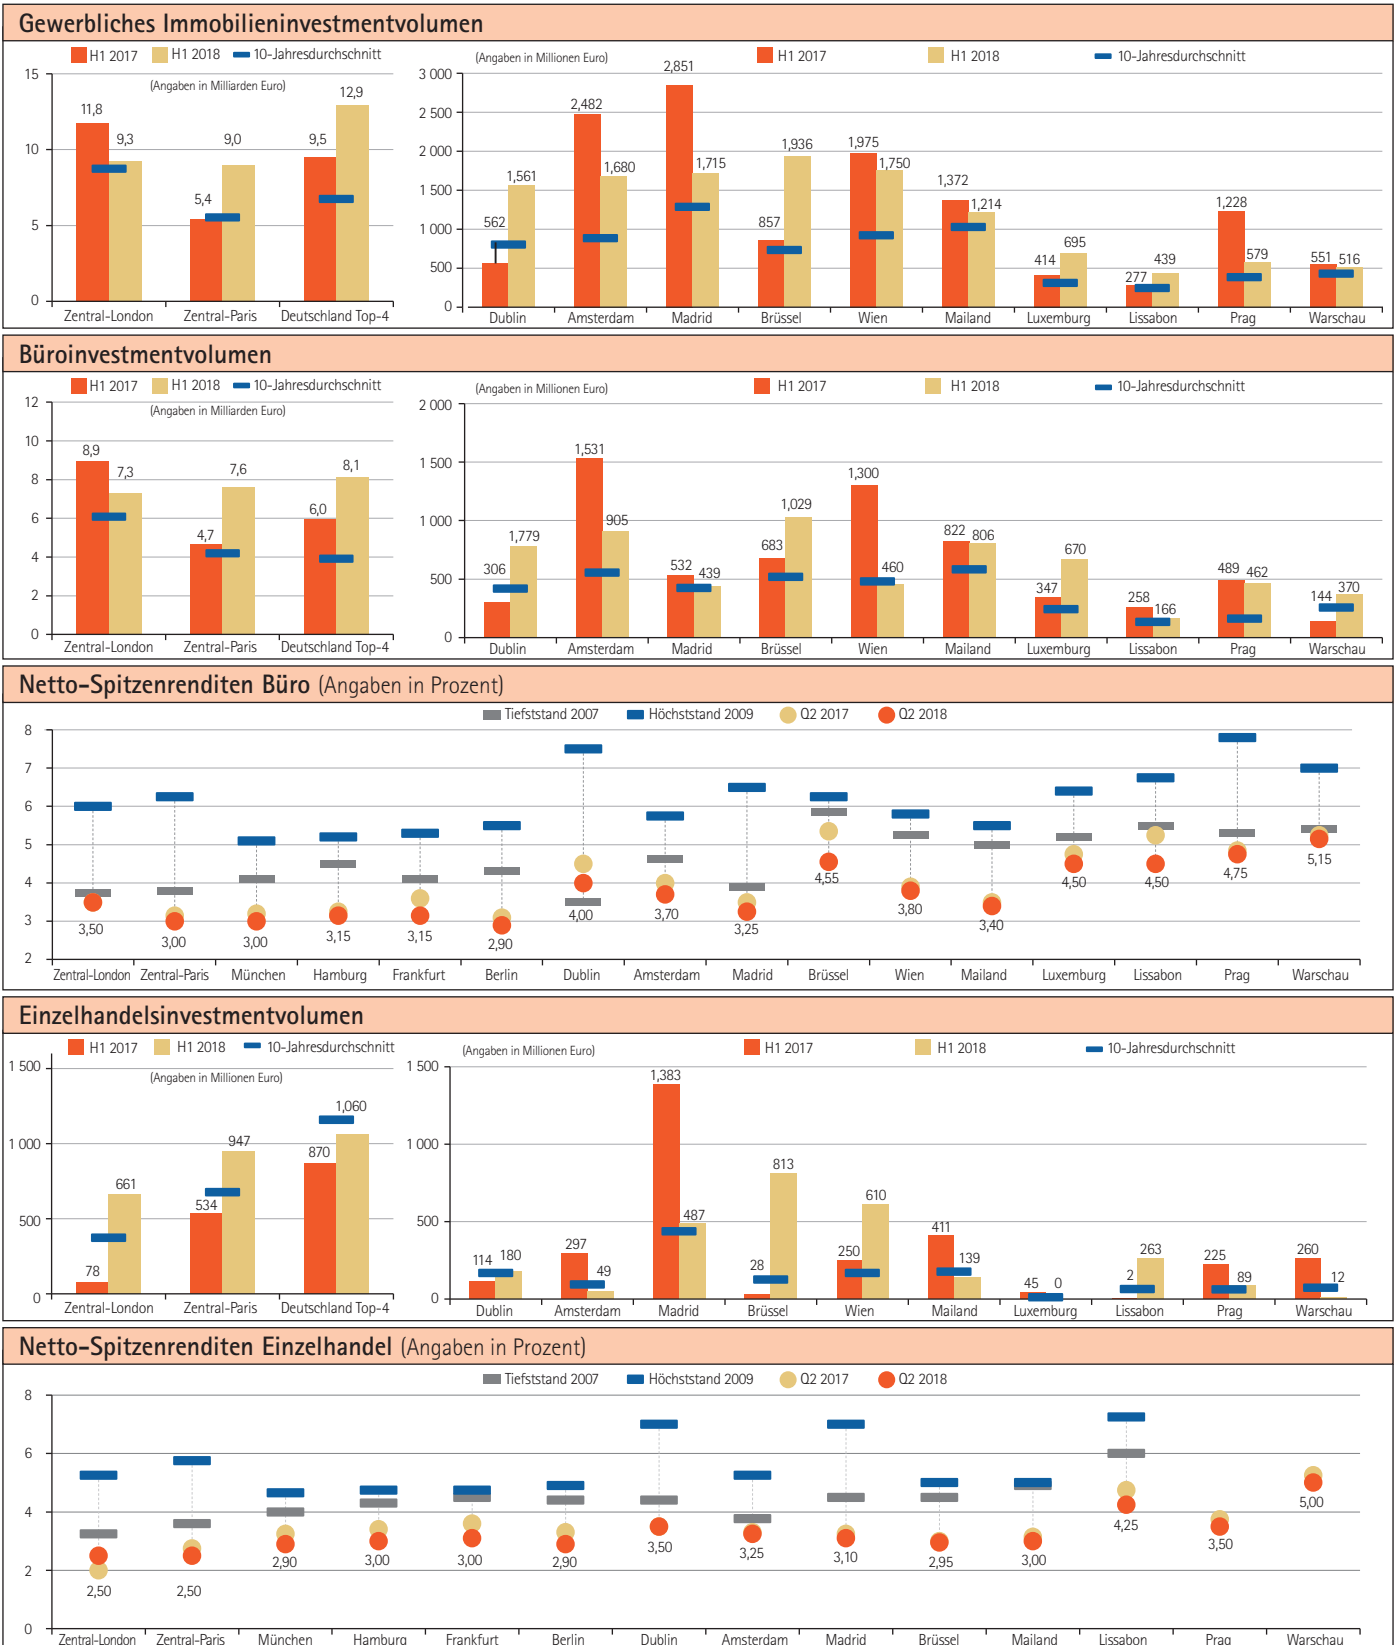 Gewerbliches Immobilieninvestmentvolumen
H1 2017 H1 2018 10-Jahresdurchschnitt
(Angaben in Milliarden Euro)
15
10
5
0
11,8 9,3 5,4 9,0 9,5 12,9
Zentral-London Zentral-Paris Deutschland Top-4
(Angaben in Millionen Euro) H1 2017 H1 2018 10-Jahresdurchschnitt
3 000
2 500
2 000
1 500
1 000
500
0
562 1,561 2,482 1,680 2,851 1,715 857 1,936 1,975 1,750 1,372 1,214 414 695 277 439 1,228 579 551 516
Dublin Amsterdam Madrid Brüssel Wien Mailand Luxemburg Lissabon Prag Warschau
Büroinvestmentvolumen
H1 2017 H1 2018 10-Jahresdurchschnitt
(Angaben in Milliarden Euro)
12
10
8
6
4
2
0
8,9 7,3 4,7 7,6 6,0 8,1
Zentral-London Zentral-Paris Deutschland Top-4
(Angaben in Millionen Euro) H1 2017 H1 2018 10-Jahresdurchschnitt
2 000
1 500
1 000
500
0
306 1,779 1,531 905 532 439 683 1,029 1,300 460 822 806 347 670 258 166 489 462 144 370
Dublin Amsterdam Madrid Brüssel Wien Mailand Luxemburg Lissabon Prag Warschau
Netto-Spitzenrenditen Büro (Angaben in Prozent)
Tiefststand 2007 Höchststand 2009 Q2 2017 Q2 2018
8
7
6
5
4
3
2
3,50 3,00 3,00 3,15 3,15 2,90 4,00 3,70 3,25 4,55 3,80 3,40 4,50 4,50 4,75 5,15
Zentral-London Zentral-Paris München Hamburg Frankfurt Berlin Dublin Amsterdam Madrid Brüssel Wien Mailand Luxemburg Lissabon Prag Warschau
Einzelhandelsinvestmentvolumen
H1 2017 H1 2018 10-Jahresdurchschnitt
(Angaben in Millionen Euro)
1 500
1 000
500
0
78 661 534 947 870 1,060
Zentral-London Zentral-Paris Deutschland Top-4
(Angaben in Millionen Euro) H1 2017 H1 2018 10-Jahresdurchschnitt
1 500
1 000
500
0
114 180 297 49 1,383 487 28 813 250 610 411 139 45 0 2 263 225 89 260 12
Dublin Amsterdam Madrid Brüssel Wien Mailand Luxemburg Lissabon Prag Warschau
Netto-Spitzenrenditen Einzelhandel (Angaben in Prozent)
Tiefststand 2007 Höchststand 2009 Q2 2017 Q2 2018
8
6
4
2
0
2,50 2,50 2,90 3,00 3,00 2,90 3,50 3,25 3,10 2,95 3,00 4,25 3,50 5,00
Zentral-London Zentral-Paris München Hamburg Frankfurt Berlin Dublin Amsterdam Madrid Brüssel Mailand Lissabon Prag Warschau